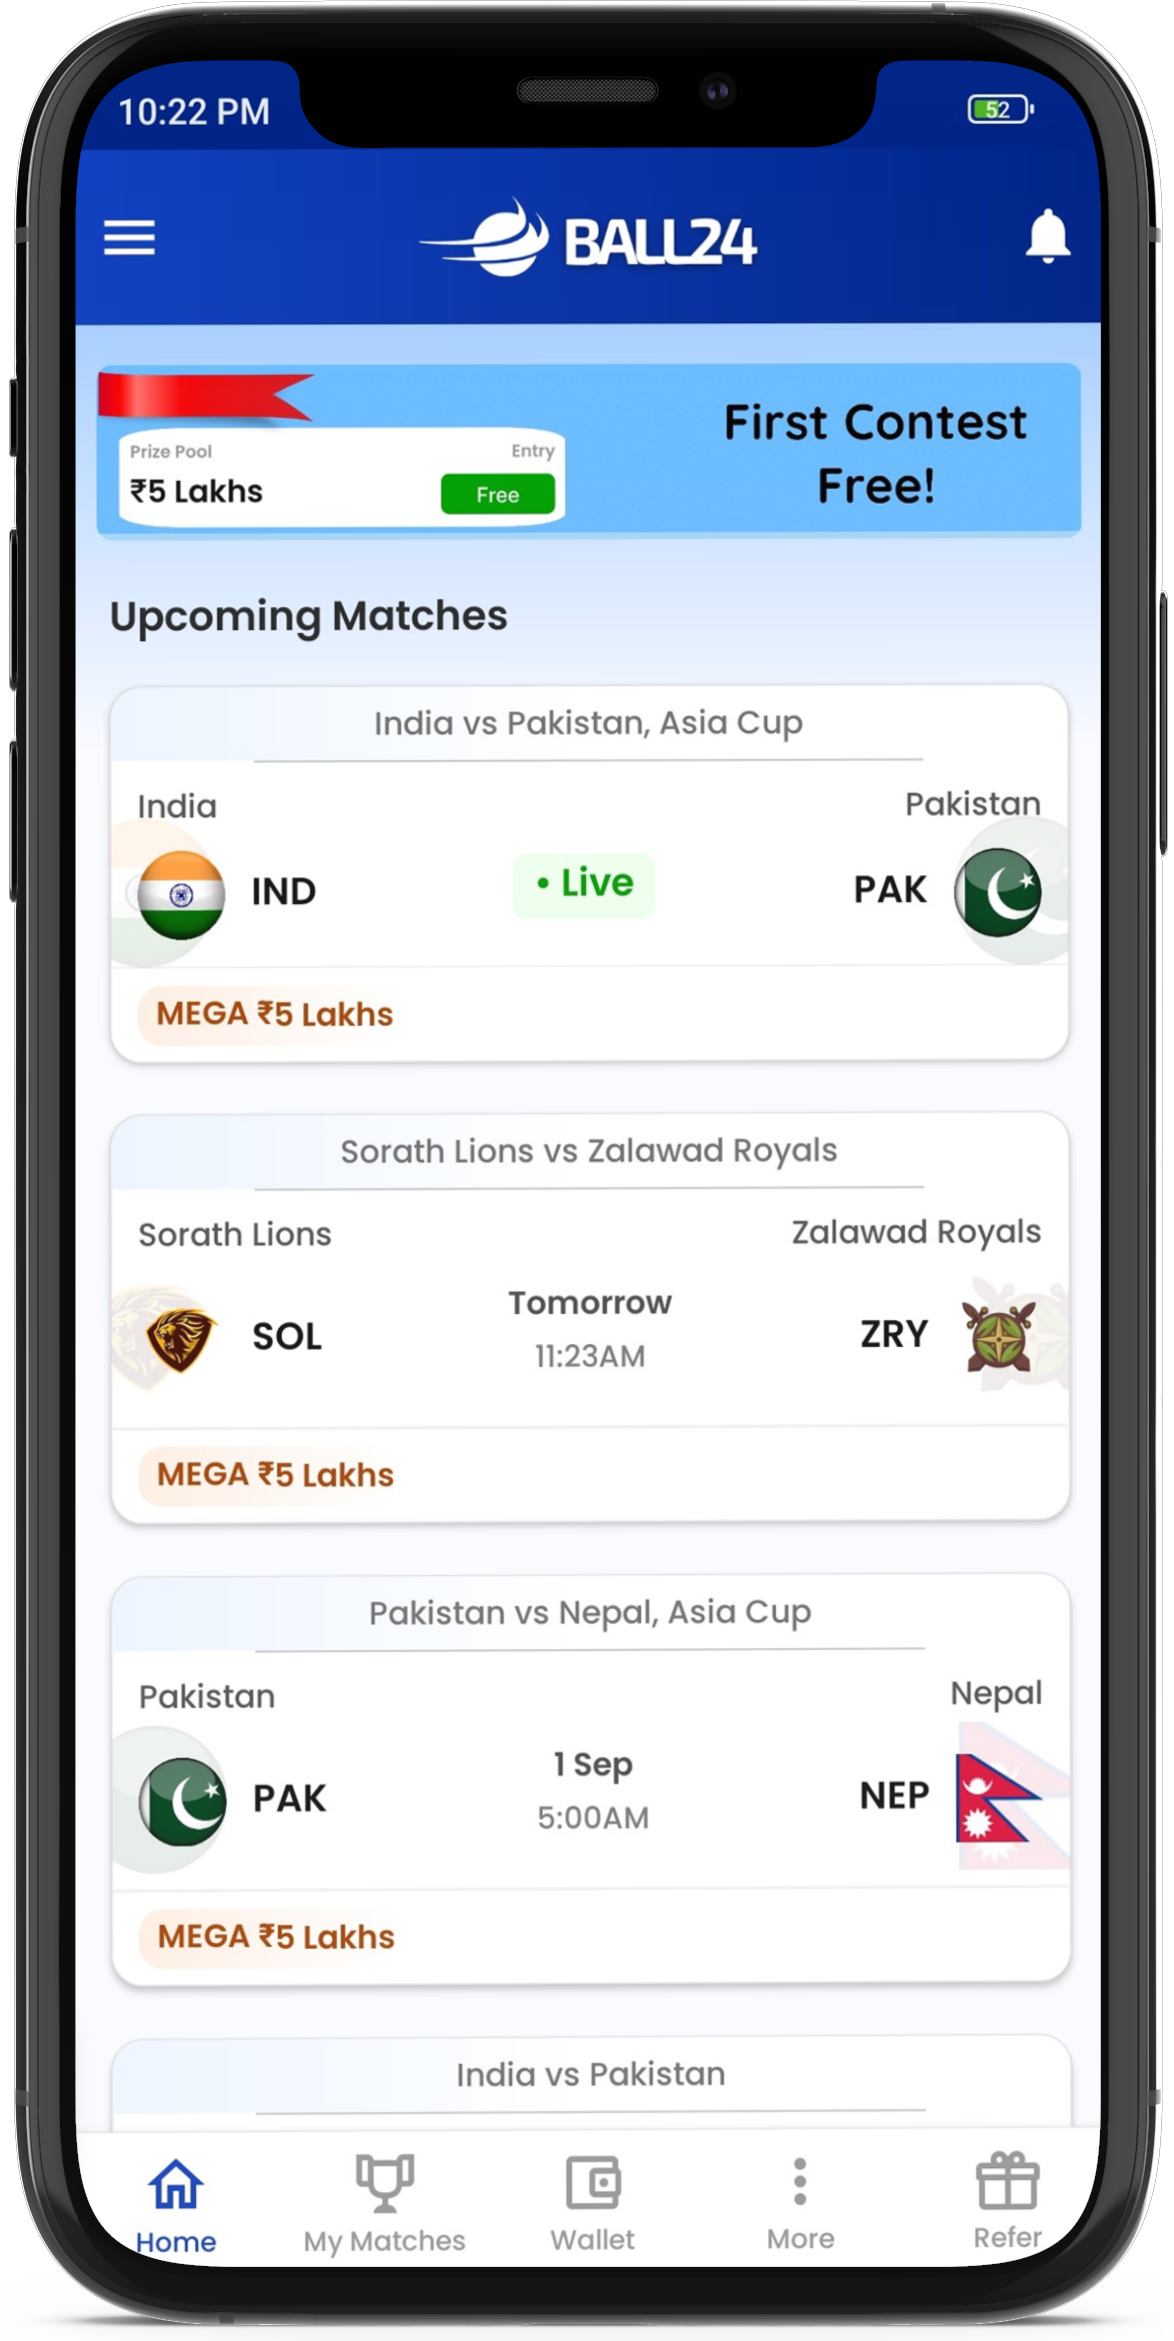 10:22 PM
52
BALL24
First Contest
Free!
Prize Pool
Entry
₹5 Lakhs
Free
Upcoming Matches
India vs Pakistan, Asia Cup
India
Pakistan
IND
• Live
PAK
MEGA ₹5 Lakhs
Sorath Lions vs Zalawad Royals
Sorath Lions
Zalawad Royals
Tomorrow
SOL
ZRY
11:23AM
MEGA ₹5 Lakhs
Pakistan vs Nepal, Asia Cup
Pakistan
Nepal
1 Sep
PAK
NEP
5:00AM
MEGA ₹5 Lakhs
India vs Pakistan
Home
My Matches
Wallet
More
Refer